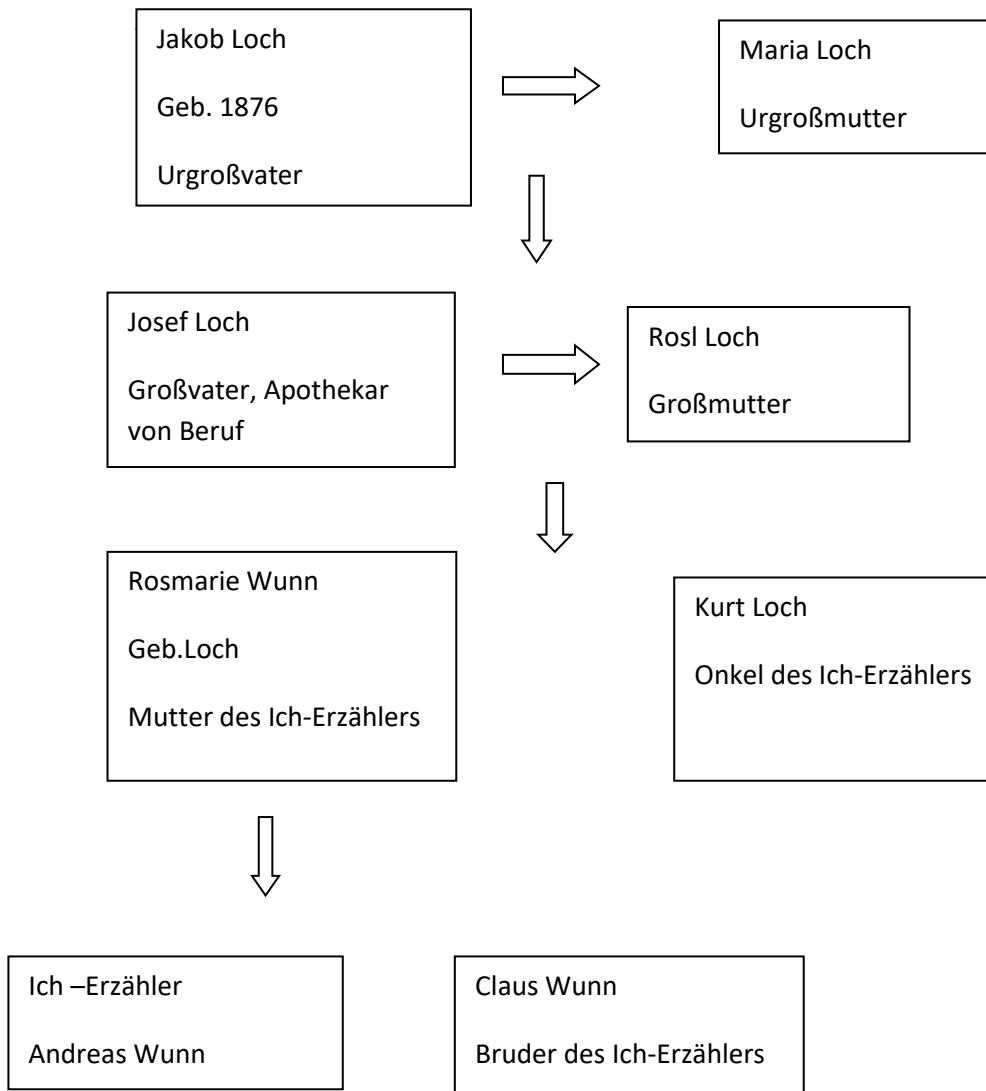 Jakob Loch
Geb. 1876
Urgroßvater
Maria Loch
Urgroßmutter
Josef Loch
Großvater, Apothekar
von Beruf
Rosl Loch
Großmutter
Rosmarie Wunn
Geb.Loch
Mutter des Ich-Erzählers
Kurt Loch
Onkel des Ich-Erzählers
Ich –Erzähler
Andreas Wunn
Claus Wunn
Bruder des Ich-Erzählers